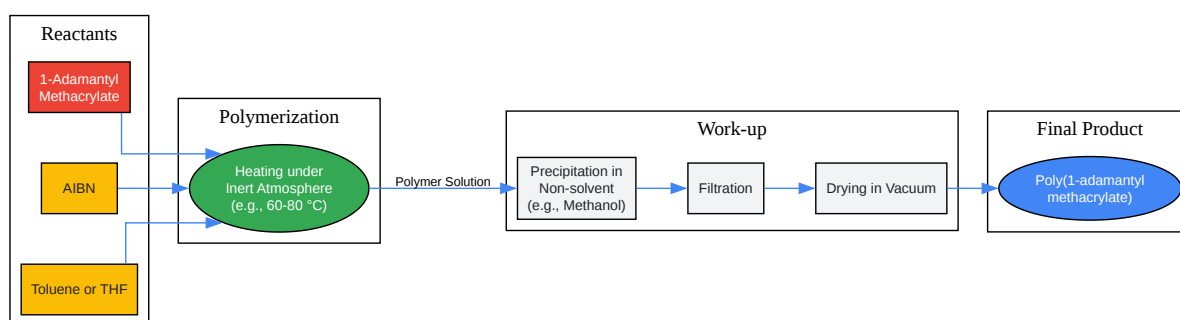 Reactants
1-Adamantyl
Methacrylate
AIBN
Toluene or THF
Polymerization
Heating under
Inert Atmosphere
(e.g., 60-80 °C)
Polymer Solution
Work-up
Precipitation in
Non-solvent
(e.g., Methanol)
Filtration
Drying in Vacuum
Final Product
Poly(1-adamantyl
methacrylate)